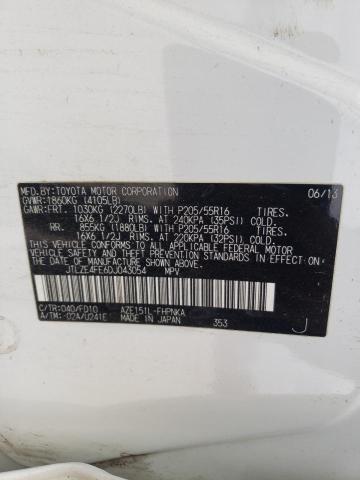 MFD.BY:TOYOTA MOTOR CORPORATION 06/13
GVWR:1860KG (4105LB)
GAWR:FRT. 1030KG (2270LB) WITH P205/55R16 TIRES.
16X6 1/2J RIMS. AT 240KPA (35PSI) COLD.
RR. 855KG (1880LB) WITH P205/55R16 TIRES.
16X6 1/2J RIMS. AT 220KPA (32PSI) COLD.
THIS VEHICLE CONFORMS TO ALL APPLICABLE FEDERAL MOTOR
VEHICLE SAFETY STANDARDS IN EFFECT ON THE DATE OF
MANUFACTURE SHOWN ABOVE.
JTLZE4FE6DJ043054 MPV
C/TR:040/FD10 AZE151L-FHPNKA
A/TM:-02A/U241E MADE IN JAPAN 353 J